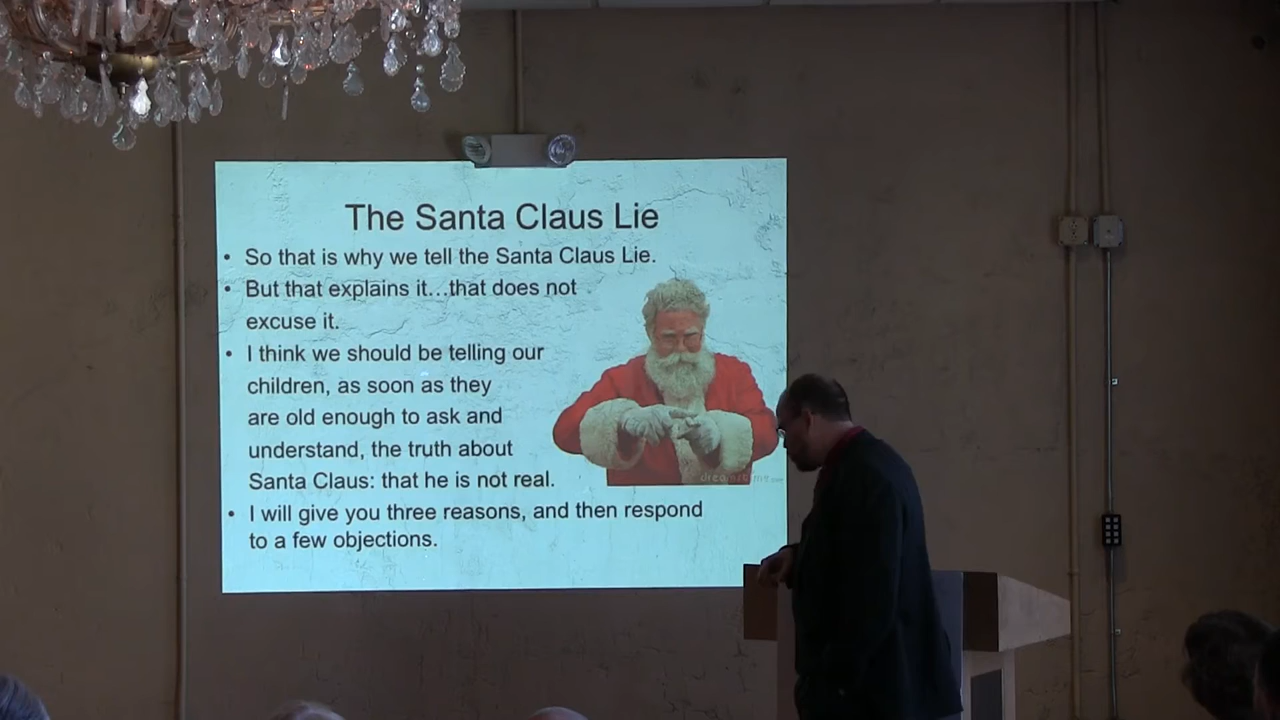 The Santa Claus Lie
• So that is why we tell the Santa Claus Lie.
• But that explains it...that does not
excuse it.
• I think we should be telling our
children, as soon as they
are old enough to ask and
understand, the truth about
Santa Claus: that he is not real.
• I will give you three reasons, and then respond
to a few objections.